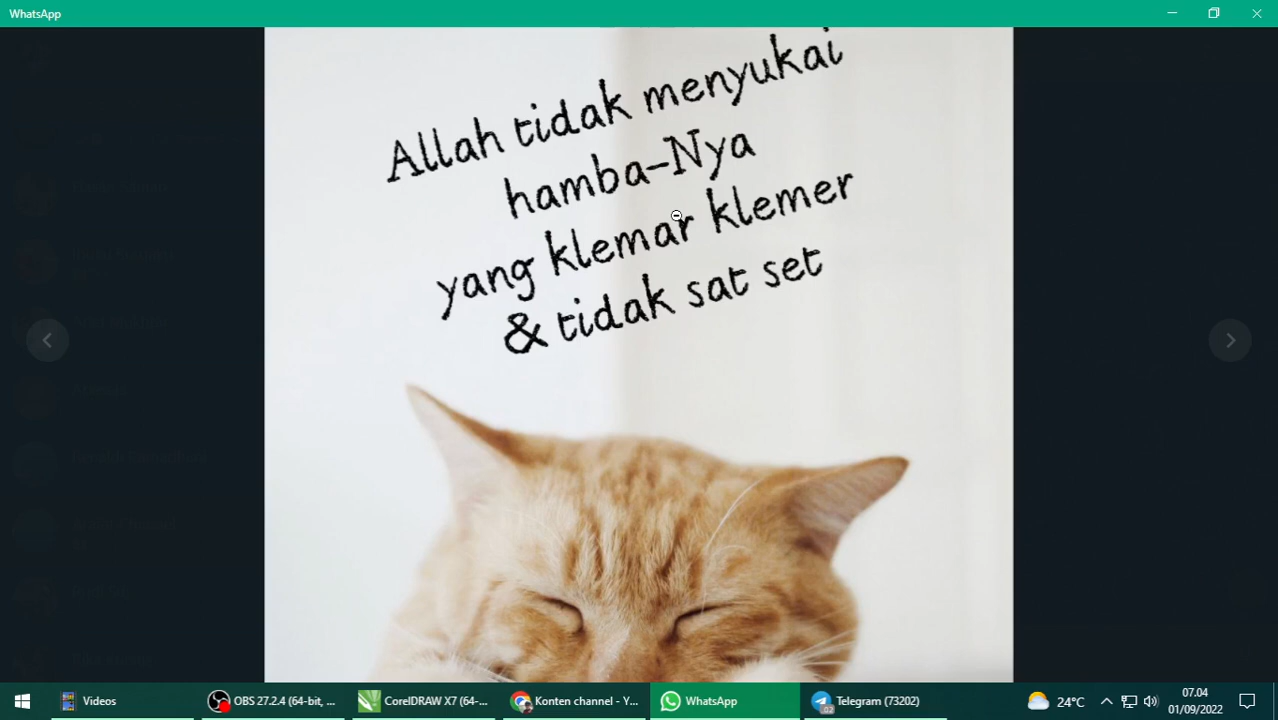 WhatsApp
Allah tidak menyukai
hamba-Nya
yang klemar klemer
& tidak sat set
Videos
OBS 27.2.4 (64-bit, ...
CorelDRAW X7 (64-...
Konten channel - Y...
WhatsApp
Telegram (73202)
24°C
07.04
01/09/2022